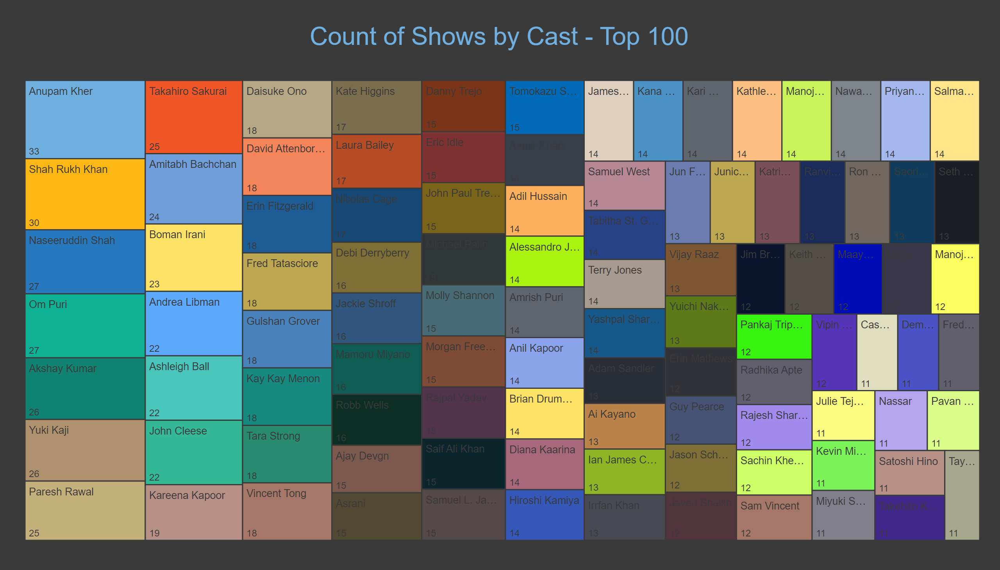 Count of Shows by Cast - Top 100
Anupam Kher
33
Shah Rukh Khan
30
Naseeruddin Shah
27
Om Puri
27
Akshay Kumar
26
Yuki Kaji
26
Paresh Rawal
25
Takahiro Sakurai
25
Amitabh Bachchan
24
Boman Irani
23
Andrea Libman
22
Ashleigh Ball
22
John Cleese
22
Kareena Kapoor
19
Daisuke Ono
18
David Attenbor...
18
Erin Fitzgerald
18
Fred Tatasciore
18
Gulshan Grover
18
Kay Kay Menon
18
Tara Strong
18
Vincent Tong
18
Kate Higgins
17
Laura Bailey
17
Nicolas Cage
17
Debi Derryberry
16
Jackie Shroff
16
Mamoru Miyano
16
Robb Wells
16
Ajay Devgn
15
Asrani
15
Danny Trejo
15
Eric Idle
15
John Paul Tre...
15
Michael Palin
15
Molly Shannon
15
Morgan Free...
15
Rajpal Yadav
15
Saif Ali Khan
15
Samuel L. Ja...
15
Tomokazu S...
15
Aamir Khan
14
Adil Hussain
14
Alessandro J...
14
Amrish Puri
14
Anil Kapoor
14
Brian Drum...
14
Diana Kaarina
14
Hiroshi Kamiya
14
James...
14
Kana ...
14
Kari ...
14
Kathle...
14
Manoj...
14
Nawa...
14
Priyan...
14
Salma...
14
Samuel West
14
Tabitha St. G...
14
Terry Jones
14
Yashpal Shar...
14
Adam Sandler
13
Ai Kayano
13
Ian James C...
13
Irrfan Khan
13
Jun F...
13
Junic...
13
Katri...
13
Ranvi...
13
Ron ...
13
Saori...
13
Seth ...
13
Vijay Raaz
13
Yuichi Nak...
13
Erin Mathews
12
Guy Pearce
12
Jason Sch...
12
Javed Sheikh
12
Jim Br...
12
Keith ...
12
Maay...
12
Manoj...
12
Pankaj Trip...
12
Radhika Apte
12
Rajesh Shar...
12
Sachin Khe...
12
Sam Vincent
12
Vipin ...
12
Cas...
11
Dem...
11
Fred...
11
Julie Tej...
11
Kevin Mi...
11
Miyuki S...
11
Nassar
11
Pavan ...
11
Satoshi Hino
11
Takehito K...
11
Tay...
11